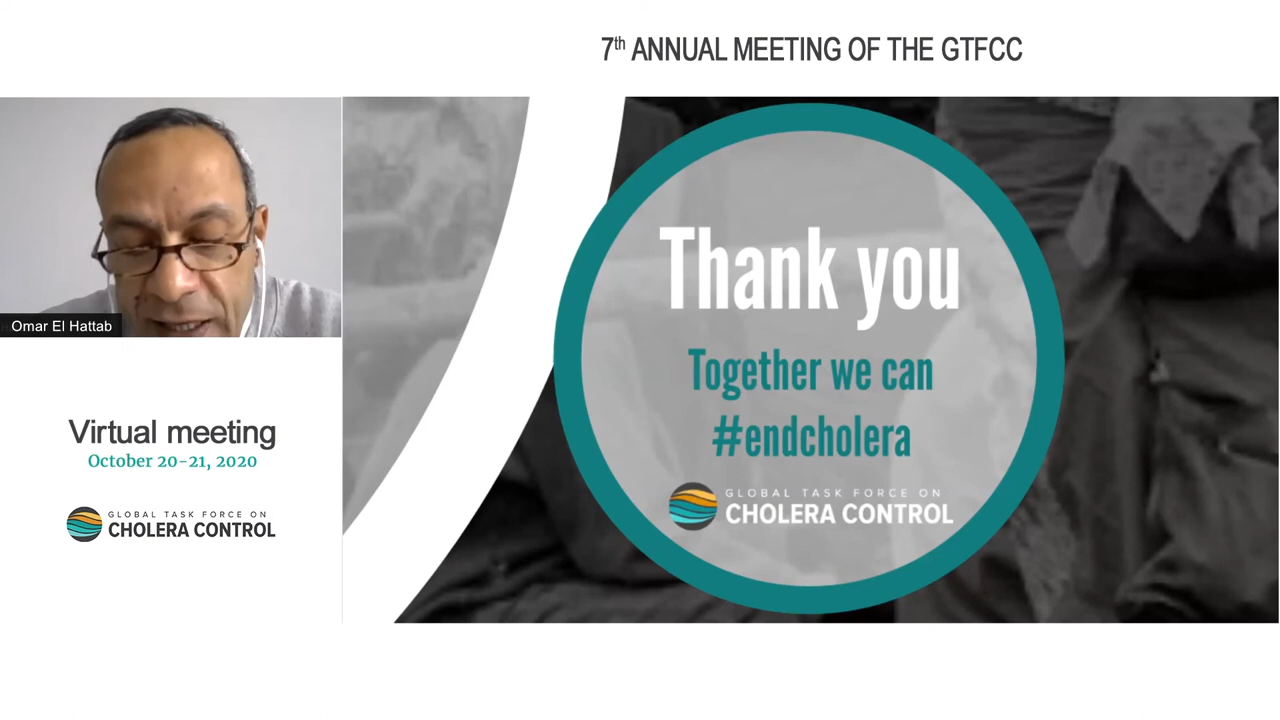 7th ANNUAL MEETING OF THE GTFCC
Omar El Hattab
Virtual meeting
October 20-21, 2020
GLOBAL TASK FORCE ON
CHOLERA CONTROL
Thank you
Together we can
#endcholera
GLOBAL TASK FORCE ON
CHOLERA CONTROL